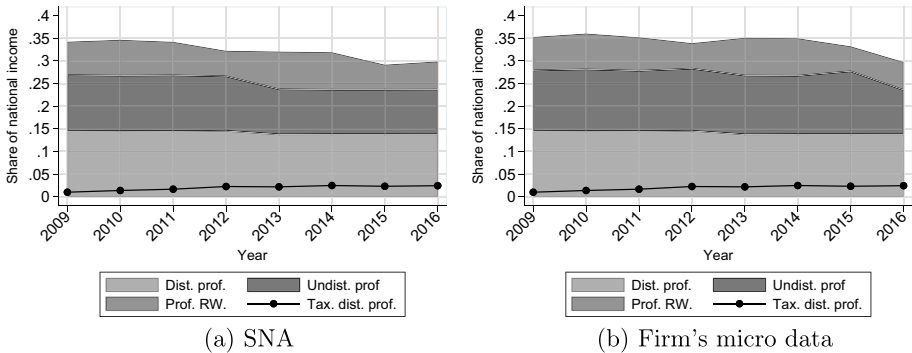 .4
.35
.3
.25
.2
.15
.1
.05
0
Share of national income
2009 2010 2011 2012 2013 2014 2015 2016
Year
Dist. prof. Undist. prof
Prof. RW. Tax. dist. prof.
(a) SNA
.4
.35
.3
.25
.2
.15
.1
.05
0
Share of national income
2009 2010 2011 2012 2013 2014 2015 2016
Year
Dist. prof. Undist. prof
Prof. RW. Tax. dist. prof.
(b) Firm's micro data